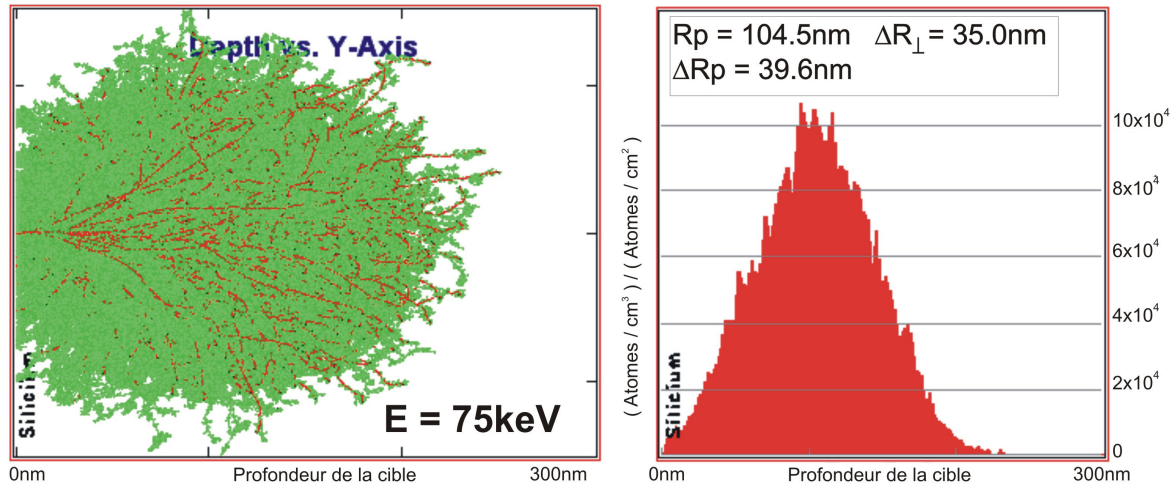 Depth vs. Y-Axis
Silicium
E = 75keV
0nm
Profondeur de la cible
300nm
Rp = 104.5nm ΔR⊥ = 35.0nm
ΔRp = 39.6nm
( Atomes / cm³ ) / ( Atomes / cm² )
10x10⁴
8x10⁴
6x10⁴
4x10⁴
2x10⁴
0
Silicium
0nm
Profondeur de la cible
300nm